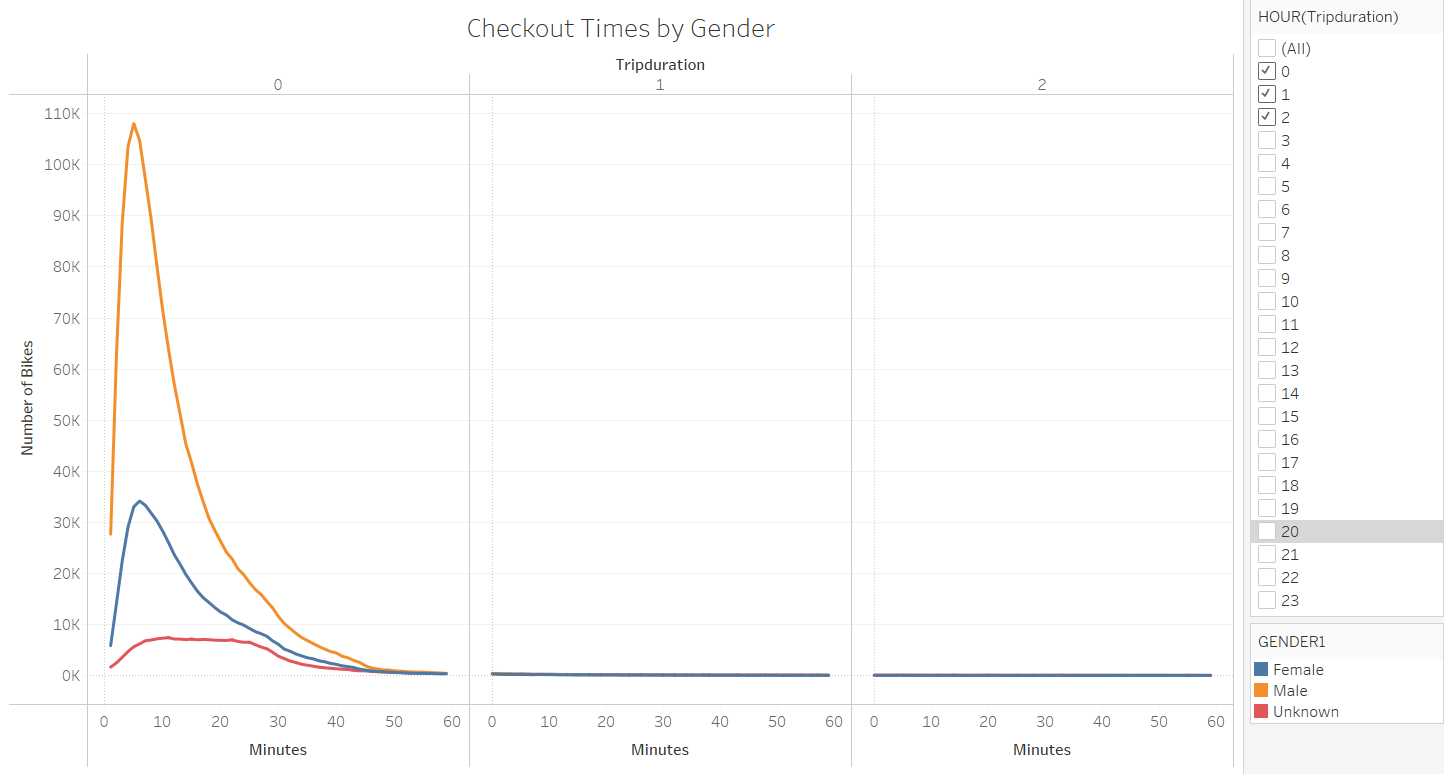 Checkout Times by Gender
Tripduration
0 1 2
110K
100K
90K
80K
70K
60K
50K
40K
30K
20K
10K
0K
Number of Bikes
0 10 20 30 40 50 60 0 10 20 30 40 50 60 0 10 20 30 40 50 60
Minutes Minutes Minutes
HOUR(Tripduration)
(All)
0
1
2
3
4
5
6
7
8
9
10
11
12
13
14
15
16
17
18
19
20
21
22
23
GENDER1
Female
Male
Unknown